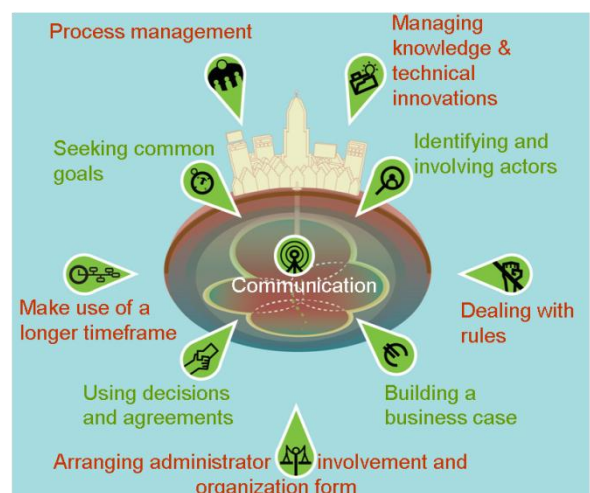 Process management
Managing
knowledge &
technical
innovations
Seeking common
goals
Identifying and
involving actors
Communication
Make use of a
longer timeframe
Dealing with
rules
Using decisions
and agreements
Building a
business case
Arranging administrator involvement and
organization form